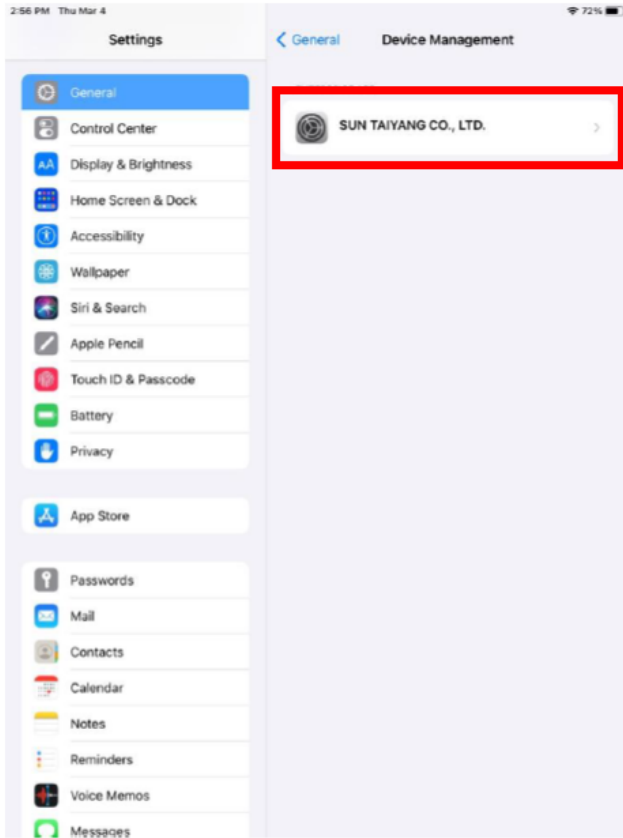 2:56 PM Thu Mar 4
72%
Settings
General
Device Management
General
SUN TAIYANG CO., LTD.
Control Center
Display & Brightness
Home Screen & Dock
Accessibility
Wallpaper
Siri & Search
Apple Pencil
Touch ID & Passcode
Battery
Privacy
App Store
Passwords
Mail
Contacts
Calendar
Notes
Reminders
Voice Memos
Messages